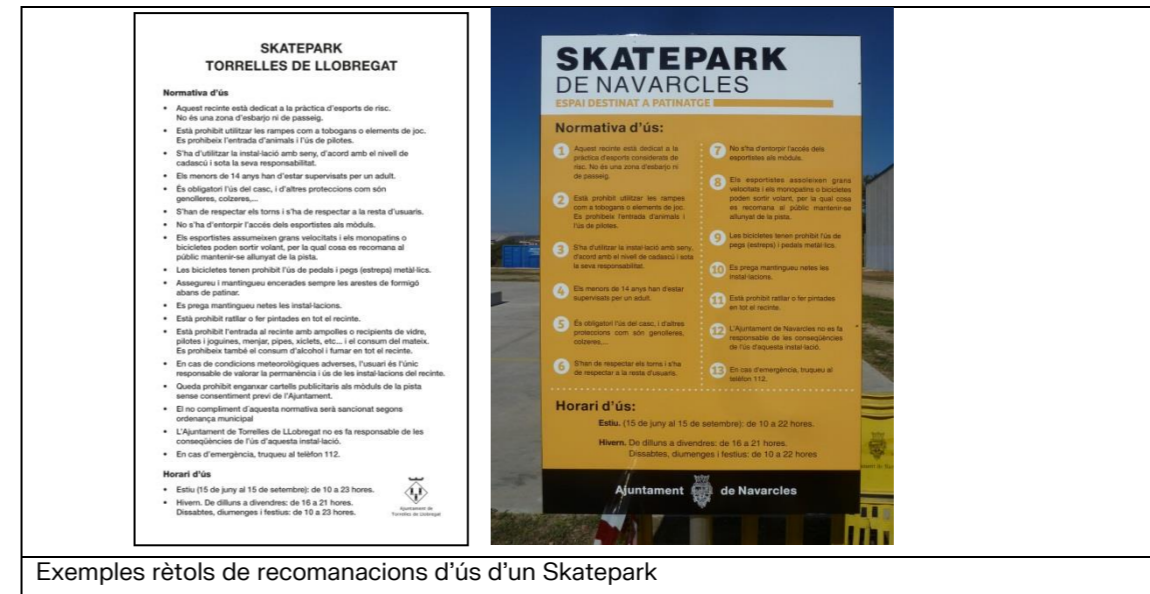 SKATEPARK
TORRELLES DE LLOBREGAT
Normativa d'ús
• Aquest recinte està dedicat a la pràctica d'esports de risc.
No és una zona d'esbarjo ni de passeig.
• Està prohibit utilitzar les rampes com a tobogans o elements de joc.
Es prohibeix l'entrada d'animals i l'ús de pilotes.
• S'ha d'utilitzar la instal·lació amb seny, d'acord amb el nivell de
cadascú i sota la seva responsabilitat.
• Els menors de 14 anys han d'estar supervisats per un adult.
• És obligatori l'ús del casc, i d'altres proteccions com són
genolleres, colzeres,...
• S'han de respectar els torns i s'ha de respectar a la resta d'usuaris.
• No s'ha d'entorpir l'accés dels esportistes als mòduls.
• Els esportistes assumeixen grans velocitats i els monopatins o
bicicletes poden sortir volant, per la qual cosa es recomana al
públic mantenir-se allunyat de la pista.
• Les bicicletes tenen prohibit l'ús de pedals i pegs (estreps) metàl·lics.
• Assegureu i mantingueu encerades sempre les arestes de formigó
abans de patinar.
• Es prega mantingueu netes les instal·lacions.
• Està prohibit ratllar o fer pintades en tot el recinte.
• Està prohibit l'entrada al recinte amb ampolles o recipients de vidre,
pilotes i joguines, menjar, pipes, xiclets, etc... i el consum del mateix.
Es prohibeix també el consum d'alcohol i fumar en tot el recinte.
• En cas de condicions meteorològiques adverses, l'usuari és l'únic
responsable de valorar la permanència i ús de les instal·lacions del recinte.
• Queda prohibit enganxar cartells publicitaris als mòduls de la pista
sense consentiment previ de l'Ajuntament.
• El no compliment d'aquesta normativa serà sancionat segons
ordenança municipal
• L'Ajuntament de Torrelles de LLobregat no es fa responsable de les
conseqüències de l'ús d'aquesta instal·lació.
• En cas d'emergència, truqueu al telèfon 112.
Horari d'ús
• Estiu (15 de juny al 15 de setembre): de 10 a 23 hores.
• Hivern. De dilluns a divendres: de 16 a 21 hores.
Dissabtes, diumenges i festius: de 10 a 23 hores.
Ajuntament de
Torrelles de Llobregat
SKATEPARK
DE NAVARCLES
ESPAI DESTINAT A PATINATGE
Normativa d'ús:
1 Aquest recinte està dedicat a la
pràctica d'esports considerats de
risc. No és una zona d'esbarjo ni
de passeig.
2 Està prohibit utilitzar les rampes
com a tobogans o elements de joc.
Es prohibeix l'entrada d'animals i
l'ús de pilotes.
3 S'ha d'utilitzar la instal·lació amb seny,
d'acord amb el nivell de cadascú i sota
la seva responsabilitat.
4 Els menors de 14 anys han d'estar
supervisats per un adult.
5 És obligatori l'ús del casc, i d'altres
proteccions com són genolleres,
colzeres,...
6 S'han de respectar els torns i s'ha
de respectar a la resta d'usuaris.
7 No s'ha d'entorpir l'accés dels
esportistes als mòduls.
8 Els esportistes assoleixen grans
velocitats i els monopatins o bicicletes
poden sortir volant, per la qual cosa
es recomana al públic mantenir-se
allunyat de la pista.
9 Les bicicletes tenen prohibit l'ús de
pegs (estreps) i pedals metàl·lics.
10 Es prega mantingueu netes les
instal·lacions.
11 Està prohibit ratllar o fer pintades
en tot el recinte.
12 L'Ajuntament de Navarcles no es fa
responsable de les conseqüències
de l'ús d'aquesta instal·lació.
13 En cas d'emergència, truqueu al
telèfon 112.
Horari d'ús:
Estiu. (15 de juny al 15 de setembre): de 10 a 22 hores.
Hivern. De dilluns a divendres: de 16 a 21 hores.
Dissabtes, diumenges i festius: de 10 a 22 hores
Ajuntament de Navarcles
Exemples rètols de recomanacions d'ús d'un Skatepark